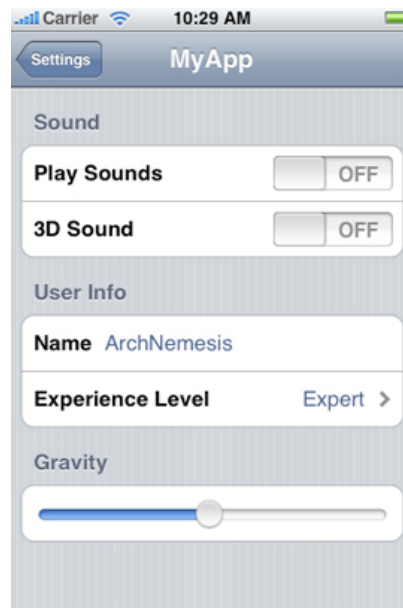 Carrier 10:29 AM
Settings MyApp
Sound
Play Sounds OFF
3D Sound OFF
User Info
Name ArchNemesis
Experience Level Expert
Gravity